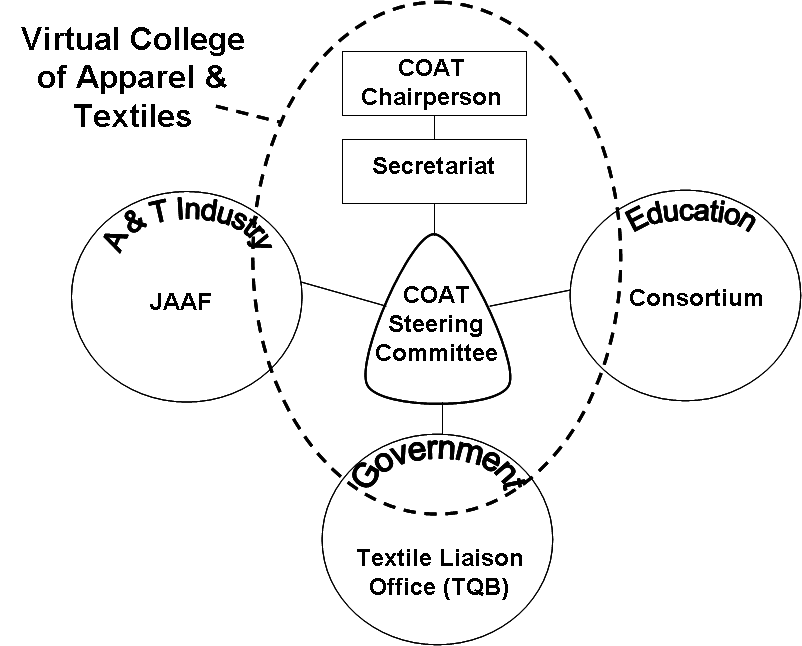 Virtual College
of Apparel &
Textiles
COAT
Chairperson
Secretariat
A & T Industry
JAAF
COAT
Steering
Committee
Education
Consortium
Government
Textile Liaison
Office (TQB)